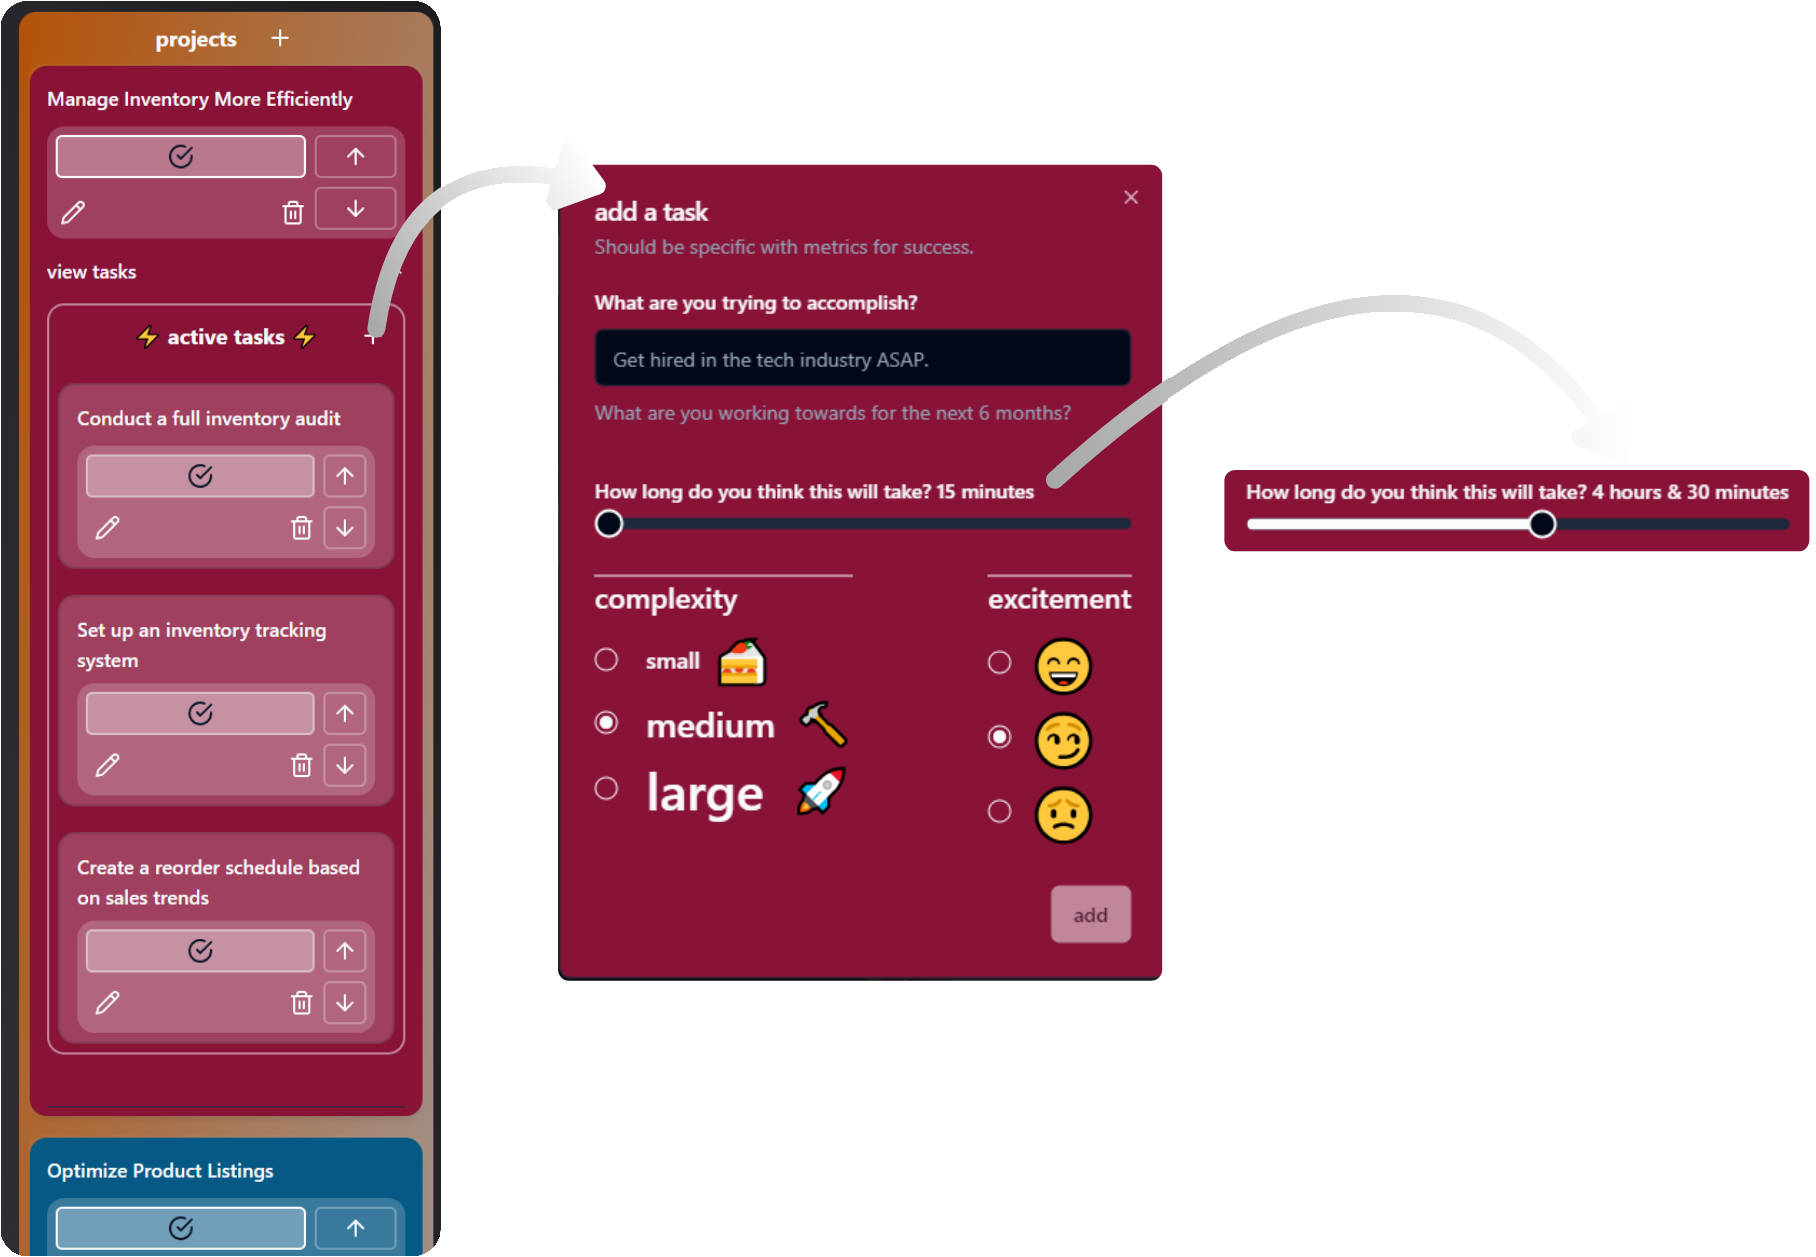 projects
Manage Inventory More Efficiently
view tasks
⚡ active tasks ⚡
Conduct a full inventory audit
Set up an inventory tracking
system
Create a reorder schedule based
on sales trends
Optimize Product Listings
add a task
Should be specific with metrics for success.
What are you trying to accomplish?
Get hired in the tech industry ASAP.
What are you working towards for the next 6 months?
How long do you think this will take? 15 minutes
complexity
small
medium
large
excitement
add
How long do you think this will take? 4 hours & 30 minutes